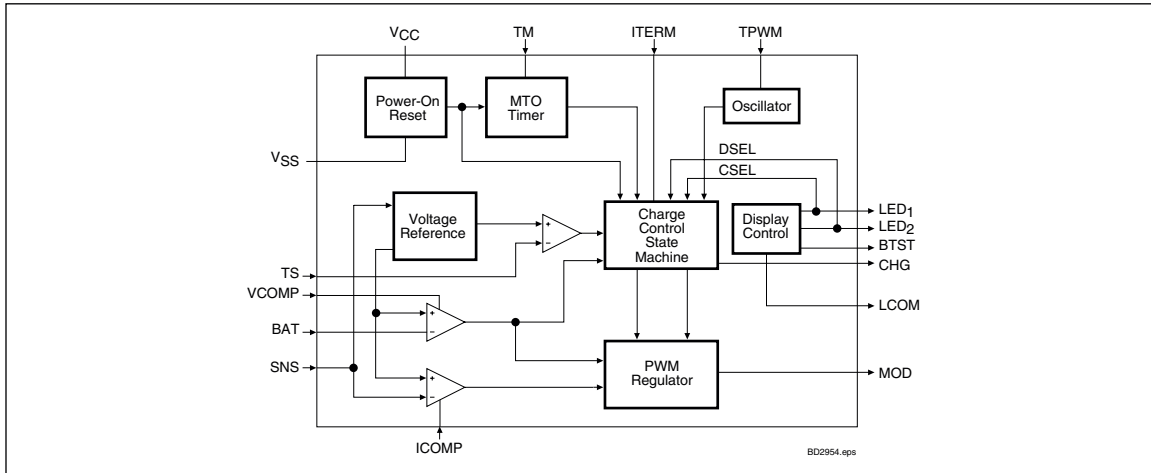 VCC
TM
ITERM
TPWM
Power-On
Reset
MTO
Timer
Oscillator
VSS
DSEL
CSEL
Voltage
Reference
+
−
Charge
Control
State
Machine
Display
Control
LED1
LED2
BTST
CHG
TS
VCOMP
LCOM
BAT
+
−
SNS
+
−
PWM
Regulator
MOD
ICOMP
BD2954.eps